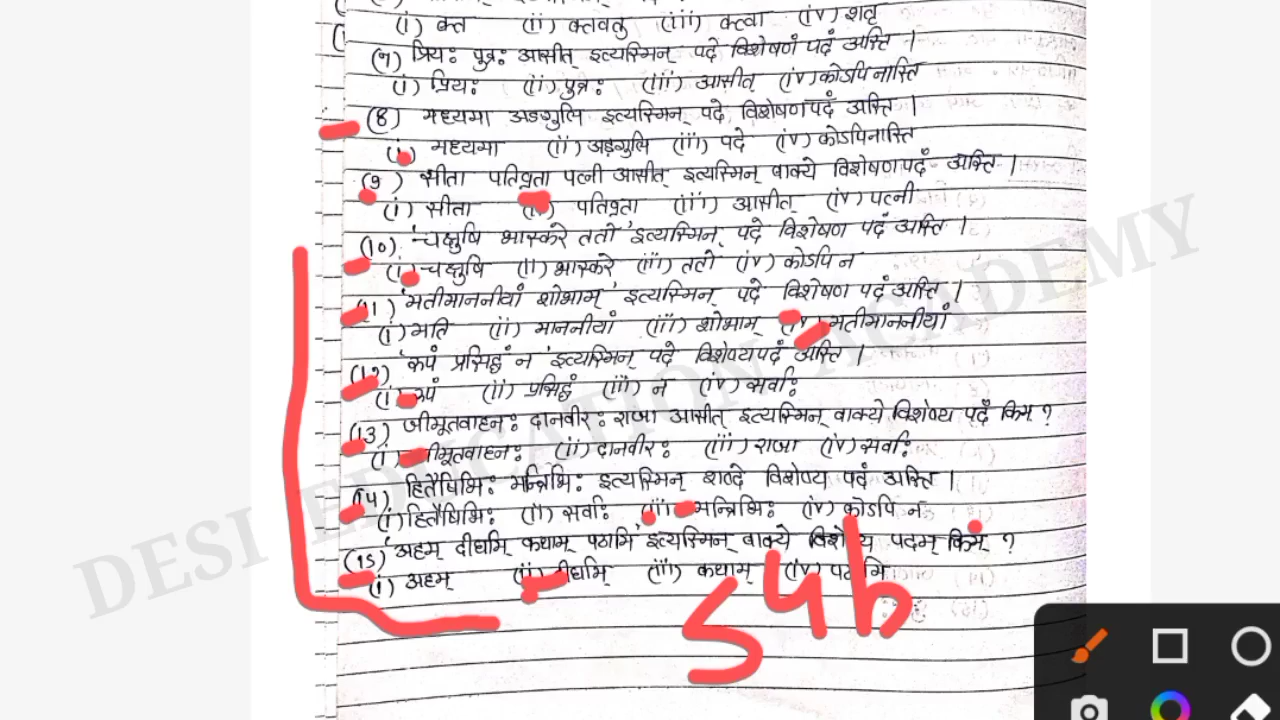 (i) क्त (ii) क्तवतु (iii) क्त्वा (iv) शतृ
(७) प्रियः पुत्रः आसीत् इत्यस्मिन् पदे विशेषणं पदं अस्ति ।
(i) प्रियः (ii) पुत्रः (iii) आसीत् (iv) कोऽपि नास्ति
(8) मध्यमा अङ्गुलि इत्यस्मिन् पदे विशेषणपदं अस्ति ।
(i) मध्यमा (ii) अङ्गुलि (iii) पदे (iv) कोऽपिनास्ति
(9) सीता पतिव्रता पत्नी आसीत् इत्यस्मिन् वाक्ये विशेषणपदं अस्ति ।
(i) सीता (ii) पतिव्रता (iii) आसीत् (iv) पत्नी
(10) 'चक्षुषि भास्करे ततो' इत्यस्मिन् पदे विशेषण पदं अस्ति ।
(i) चक्षुषि (ii) भास्करे (iii) ततो (iv) कोऽपि न
(11) 'मतीमाननीयां शोभाम्' इत्यस्मिन् पदे विशेषण पदं अस्ति ।
(i) मति (ii) माननीयां (iii) शोभाम् (iv) मतीमाननीयां
(12) 'रूपं प्रसिद्धं न' इत्यस्मिन् पदे विशेष्यपदं अस्ति ।
(i) रूपं (ii) प्रसिद्धं (iii) न (iv) सर्वाः
(13) जीमूतवाहनः दानवीरः राजा आसीत् इत्यस्मिन् वाक्ये विशेष्य पदं किम् ?
(i) जीमूतवाहनः (ii) दानवीरः (iii) राजा (iv) सर्वाः
(14) हितैषिभिः मन्त्रिभिः इत्यस्मिन् शब्दे विशेष्य पदं अस्ति ।
(i) हितैषिभिः (ii) सर्वाः (iii) मन्त्रिभिः (iv) कोऽपि न
(15) 'अहम् दीर्घाम् कथाम् पठामि' इत्यस्मिन् वाक्ये विशेष्य पदम् किम् ?
(i) अहम् (ii) दीर्घाम् (iii) कथाम् (iv) पठामि
DESI EDUCATION ACADEMY